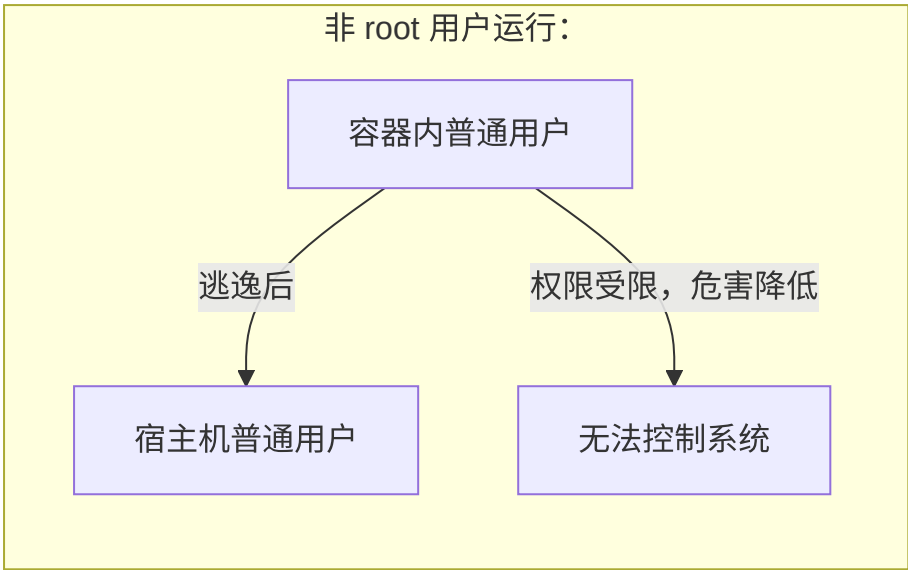 非 root 用户运行：
容器内普通用户
逃逸后
权限受限，危害降低
宿主机普通用户
无法控制系统